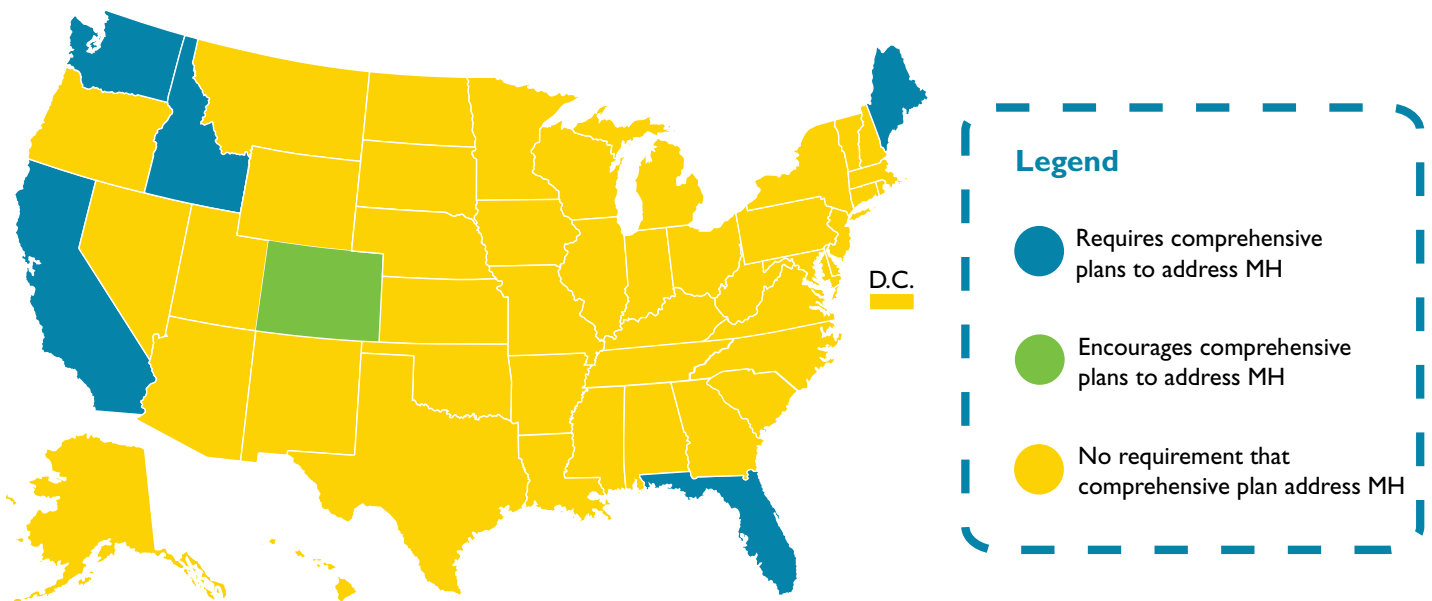 D.C.
Legend
Requires comprehensive
plans to address MH
Encourages comprehensive
plans to address MH
No requirement that
comprehensive plan address MH